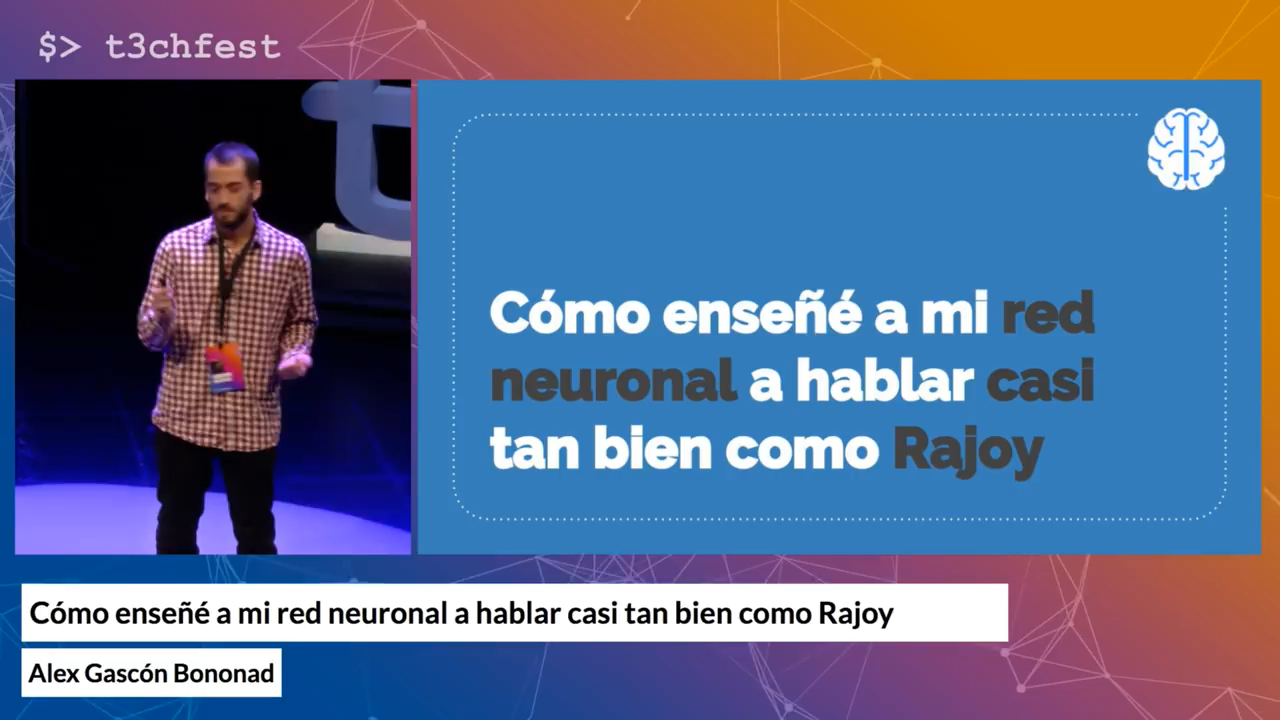 $> t3chfest
Cómo enseñé a mi red
neuronal a hablar casi
tan bien como Rajoy
Cómo enseñé a mi red neuronal a hablar casi tan bien como Rajoy
Alex Gascón Bononad